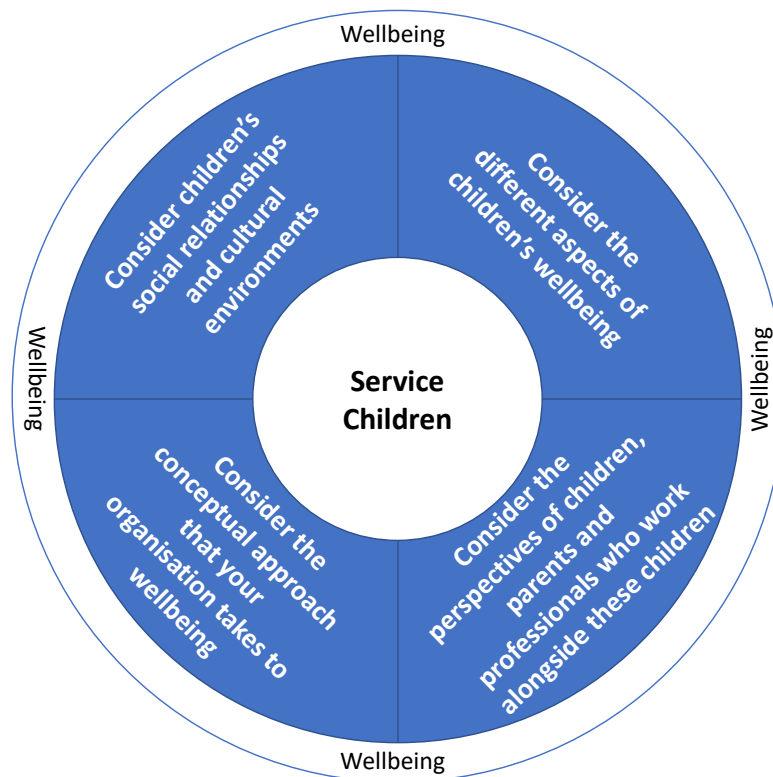 Wellbeing
Consider children's
social relationships
and cultural
environments
Consider the
different aspects of
children's wellbeing
Wellbeing
Service
Children
Wellbeing
Consider the
conceptual approach
that your
organisation takes to
wellbeing
Consider the
perspectives of children,
parents and
professionals who work
alongside these children
Wellbeing